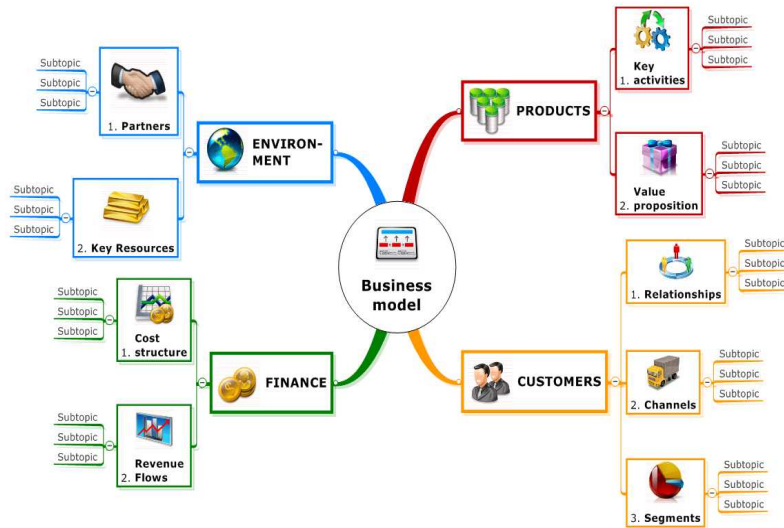 Business
model
PRODUCTS
Key
1. activities
Subtopic
Subtopic
Subtopic
Value
2. proposition
Subtopic
Subtopic
Subtopic
CUSTOMERS
1. Relationships
Subtopic
Subtopic
Subtopic
2. Channels
Subtopic
Subtopic
Subtopic
3. Segments
Subtopic
Subtopic
Subtopic
ENVIRON-
MENT
1. Partners
Subtopic
Subtopic
Subtopic
2. Key Resources
Subtopic
Subtopic
Subtopic
FINANCE
Cost
1. structure
Subtopic
Subtopic
Subtopic
Revenue
2. Flows
Subtopic
Subtopic
Subtopic